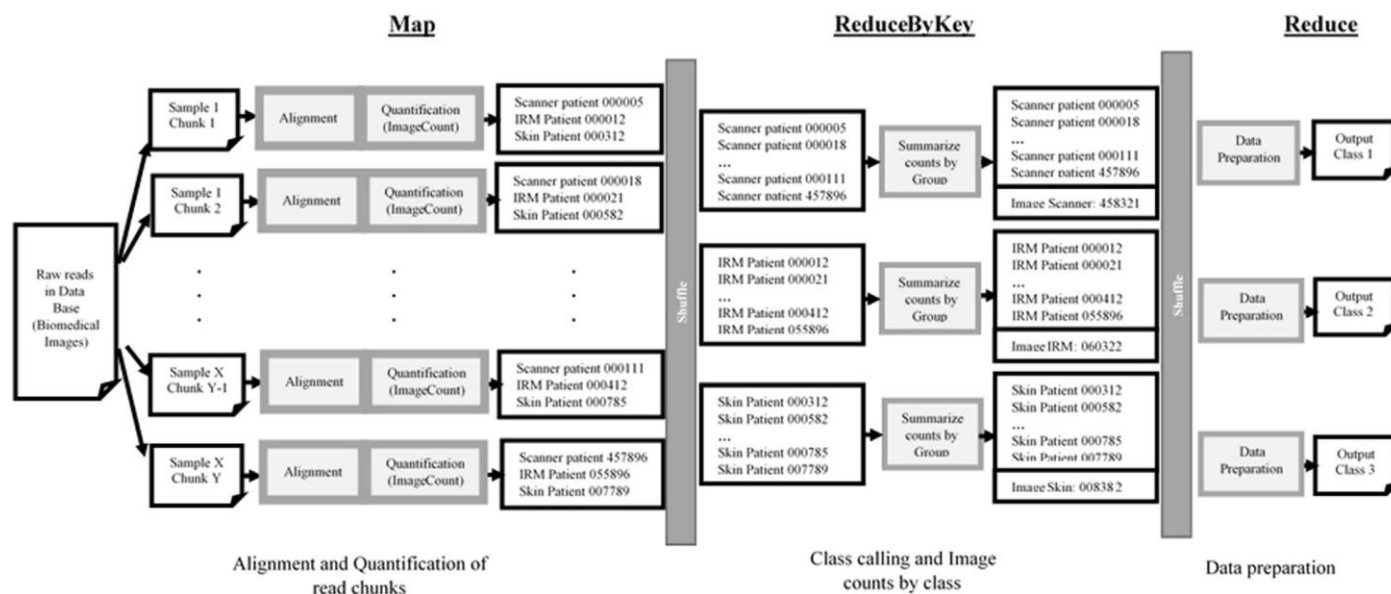 Map
ReduceByKey
Reduce
Raw reads
in Data
Base
(Biomedical
Images)
Sample 1
Chunk 1
Alignment
Quantification
(ImageCount)
Scanner patient 000005
IRM Patient 000012
Skin Patient 000312
Sample 1
Chunk 2
Alignment
Quantification
(ImageCount)
Scanner patient 000018
IRM Patient 000021
Skin Patient 000582
Sample X
Chunk Y-1
Alignment
Quantification
(ImageCount)
Scanner patient 000111
IRM Patient 000412
Skin Patient 000785
Sample X
Chunk Y
Alignment
Quantification
(ImageCount)
Scanner patient 457896
IRM Patient 055896
Skin Patient 007789
Shuffle
Scanner patient 000005
Scanner patient 000018
...
Scanner patient 000111
Scanner patient 457896
Summarize
counts by
Group
Scanner patient 000005
Scanner patient 000018
...
Scanner patient 000111
Scanner patient 457896
Image Scanner: 458321
IRM Patient 000012
IRM Patient 000021
...
IRM Patient 000412
IRM Patient 055896
Summarize
counts by
Group
IRM Patient 000012
IRM Patient 000021
...
IRM Patient 000412
IRM Patient 055896
Image IRM: 060322
Skin Patient 000312
Skin Patient 000582
...
Skin Patient 000785
Skin Patient 007789
Summarize
counts by
Group
Skin Patient 000312
Skin Patient 000582
...
Skin Patient 000785
Skin Patient 007789
Image Skin: 008382
Shuffle
Data
Preparation
Output
Class 1
Data
Preparation
Output
Class 2
Data
Preparation
Output
Class 3
Alignment and Quantification of
read chunks
Class calling and Image
counts by class
Data preparation